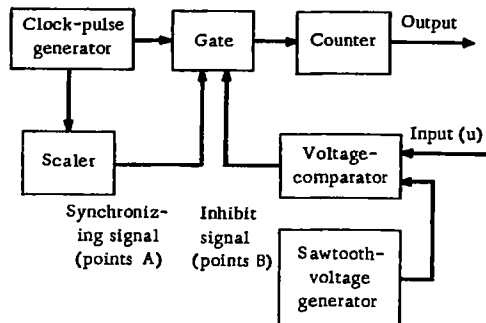 Clock-pulse
generator
Gate
Counter
Output
Scaler
Voltage-
comparator
Input (u)
Synchroniz-
ing signal
(points A)
Inhibit
signal
(points B)
Sawtooth-
voltage
generator